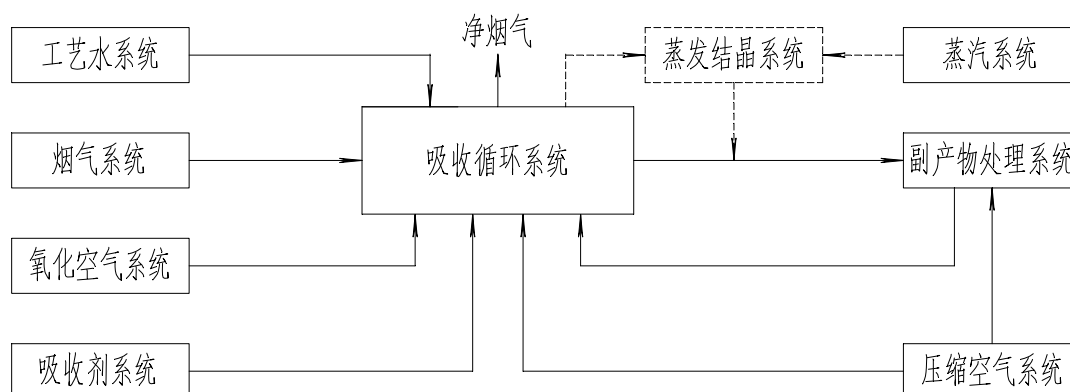 工艺水系统
净烟气
蒸发结晶系统
蒸汽系统
烟气系统
吸收循环系统
副产物处理系统
氧化空气系统
吸收剂系统
压缩空气系统